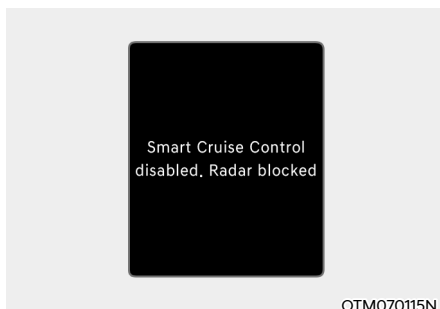 Smart Cruise Control
disabled. Radar blocked
OTM070115N